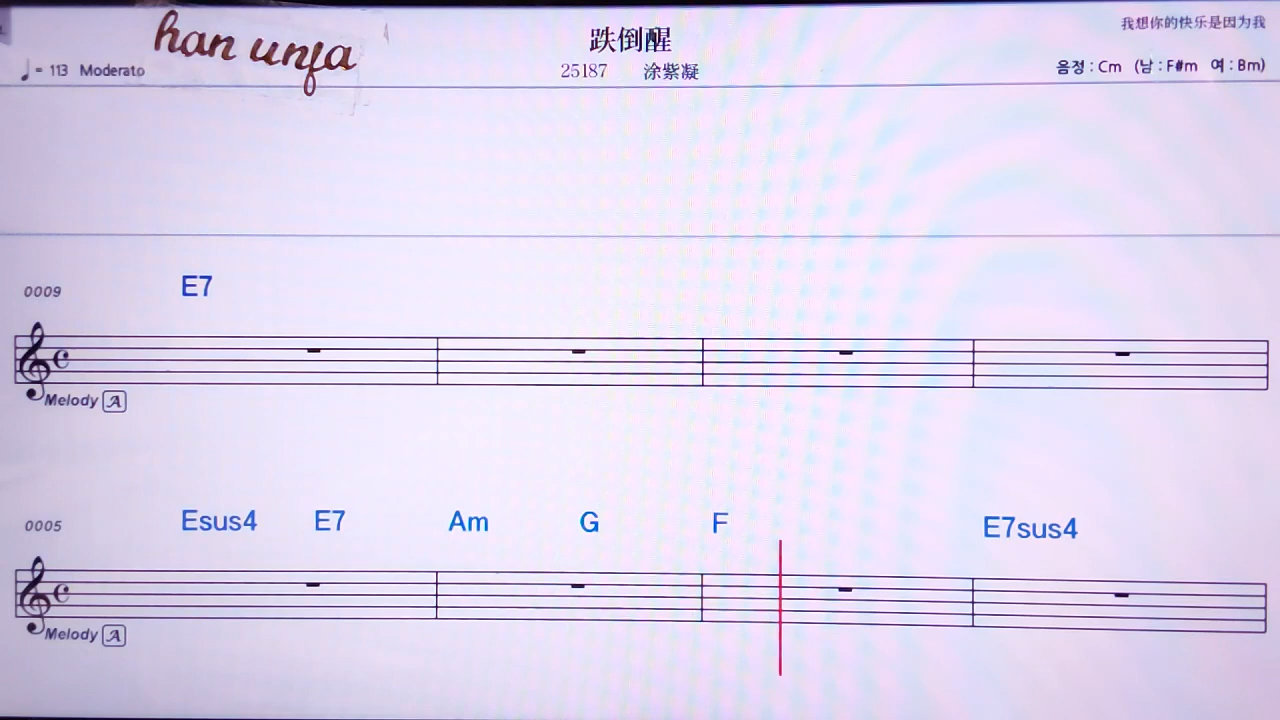 han unfa
跌倒醒
我想你的快乐是因为我
♩= 113 Moderato
25187 涂紫凝
음정 : Cm (남 : F#m 여 : Bm)
0009 E7
Melody A
0005 Esus4 E7 Am G F E7sus4
Melody A